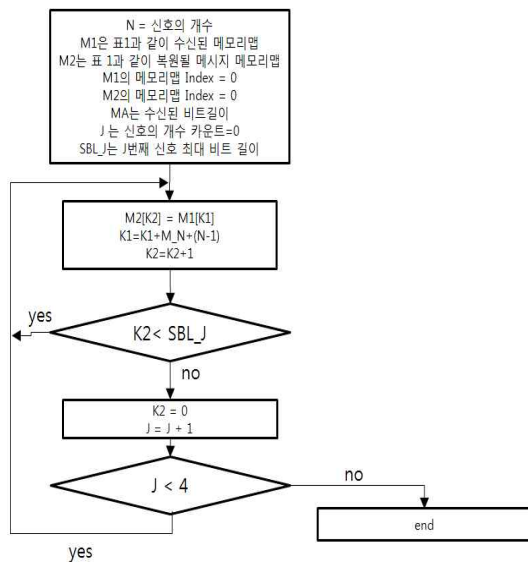 N = 신호의 개수
M1은 표1과 같이 수신된 메모리맵
M2는 표 1과 같이 복원될 메시지 메모리맵
M1의 메모리맵 Index = 0
M2의 메모리맵 Index = 0
MA는 수신된 비트길이
J 는 신호의 개수 카운트=0
SBL_J는 J번째 신호 최대 비트 길이
M2[K2] = M1[K1]
K1=K1+M_N+(N-1)
K2=K2+1
yes
K2< SBL_J
no
K2 = 0
J = J + 1
J < 4
no
end
yes